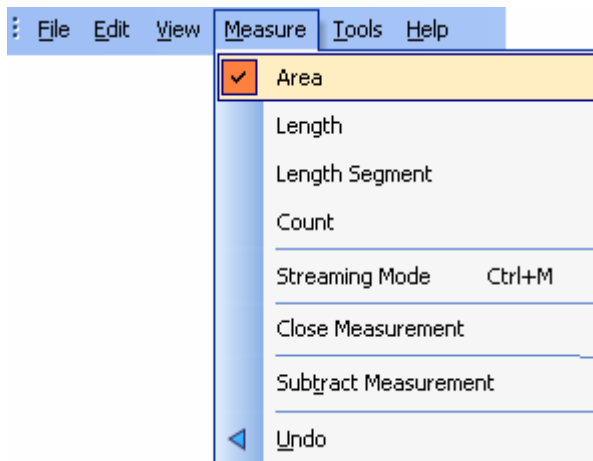 File Edit View Measure Tools Help
Area
Length
Length Segment
Count
Streaming Mode Ctrl+M
Close Measurement
Subtract Measurement
Undo